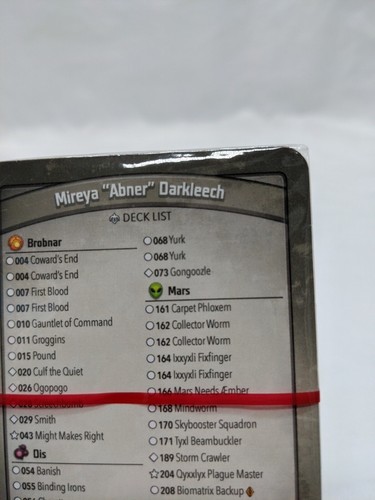 Mireya “Abner” Darkleech
DECK LIST
Brobnar
004 Coward's End
004 Coward's End
007 First Blood
007 First Blood
010 Gauntlet of Command
011 Groggins
015 Pound
020 Culf the Quiet
026 Ogopogo
029 Smith
043 Might Makes Right
Dis
054 Banish
055 Binding Irons
068 Yurk
068 Yurk
073 Gongoozle
Mars
161 Carpet Phloxem
162 Collector Worm
162 Collector Worm
164 Ixxyxli Fixfinger
164 Ixxyxli Fixfinger
166 Mars Needs Æmber
168 Mindworm
170 Skybooster Squadron
171 Tyxl Beambuckler
189 Storm Crawler
204 Qyxxlyx Plague Master
208 Biomatrix Backup